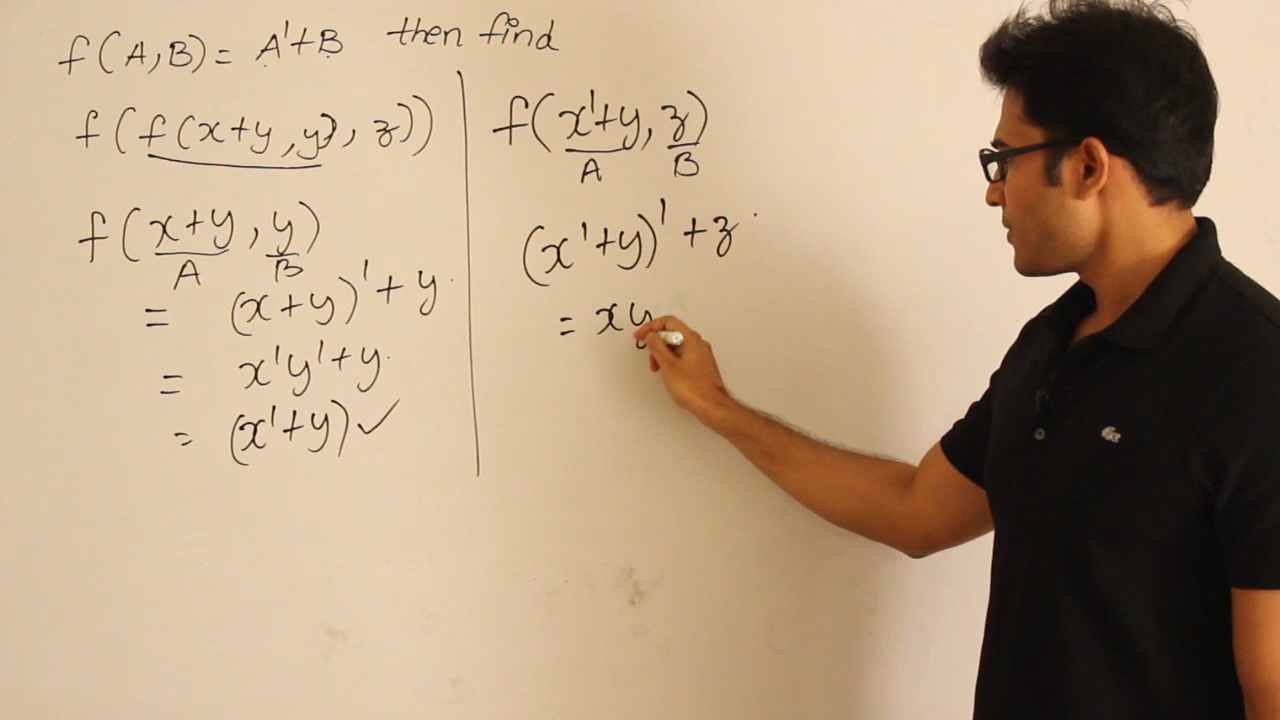 f(A,B)= A'+B then find
f(f(x+y,y), z))
f(x+y, y)
A B
= (x+y)'+y
= x'y'+y
= (x'+y)✓
f(x'+y, z)
A B
(x'+y)'+z
= xy